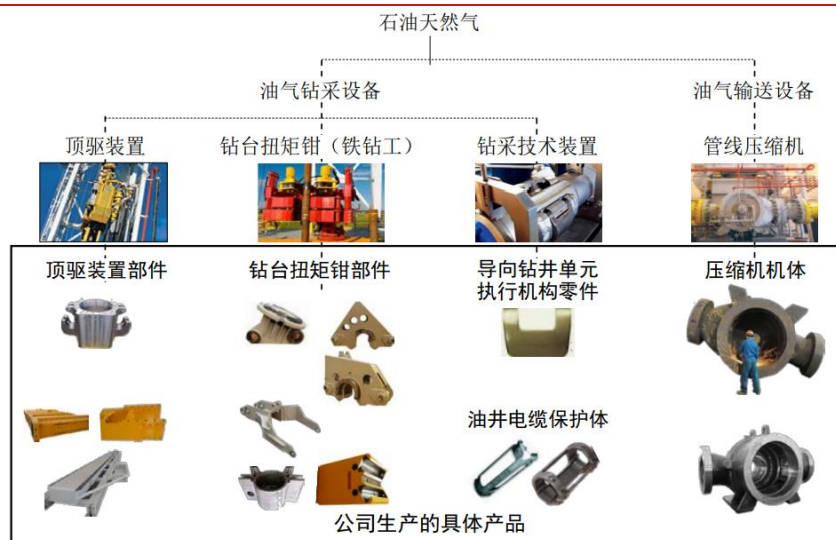 石油天然气
油气钻采设备
油气输送设备
顶驱装置
钻台扭矩钳（铁钻工）
钻采技术装置
管线压缩机
顶驱装置部件
钻台扭矩钳部件
导向钻井单元
执行机构零件
压缩机机体
油井电缆保护体
公司生产的具体产品